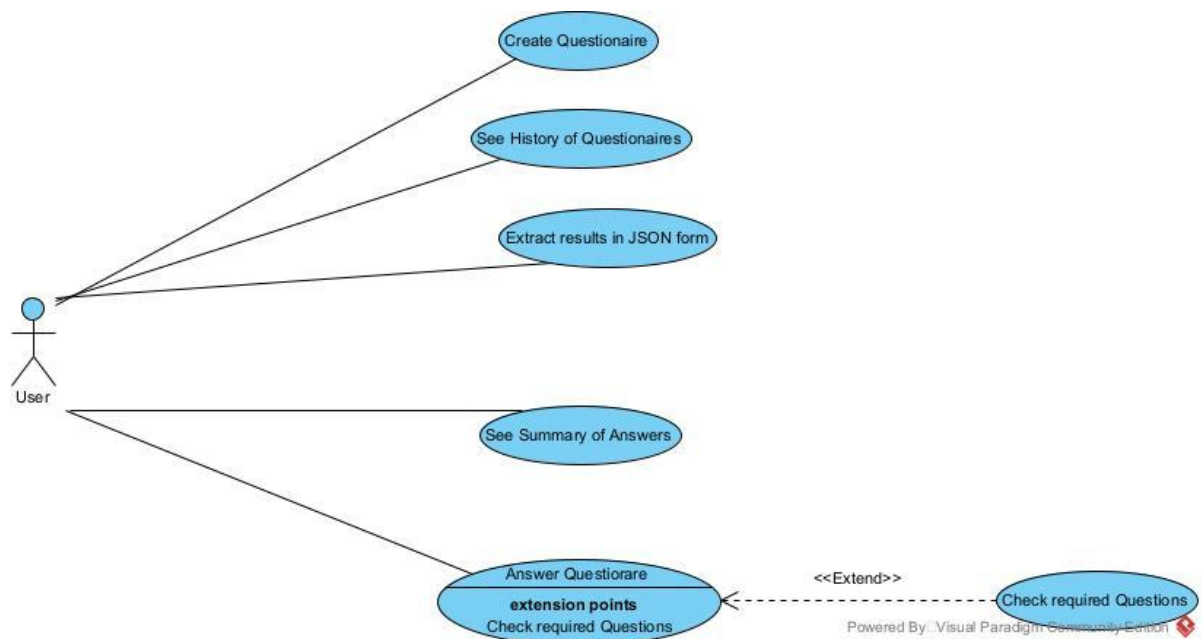 Create Questionaire
See History of Questionaires
Extract results in JSON form
User
See Summary of Answers
Answer Questiorare
extension points
Check required Questions
<<Extend>>
Check required Questions
Powered By Visual Paradigm Community Edition